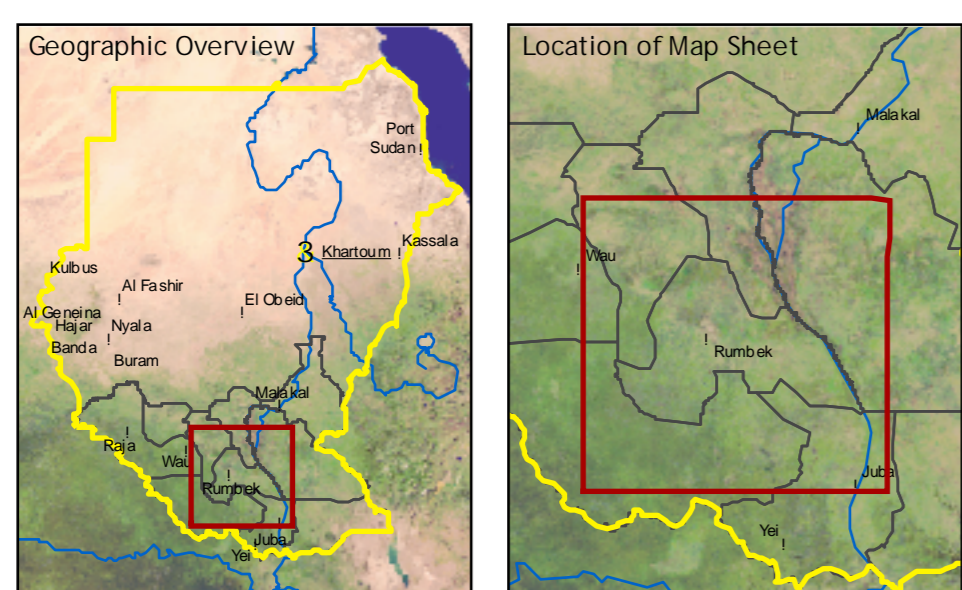 Geographic Overview
Port
Sudan !
3 Khartoum
Kassala
!
Kulbus
Al Fashir
!
El Obeid
!
Al Geneina
Hajar
Nyala
!
Banda
Buram
Malakal
!
Raja
!
Wau
!
Rumbek
!
Juba
!
Yei !
Location of Map Sheet
Malakal
!
Wau
!
!
Rumbek
Juba
!
Yei
!